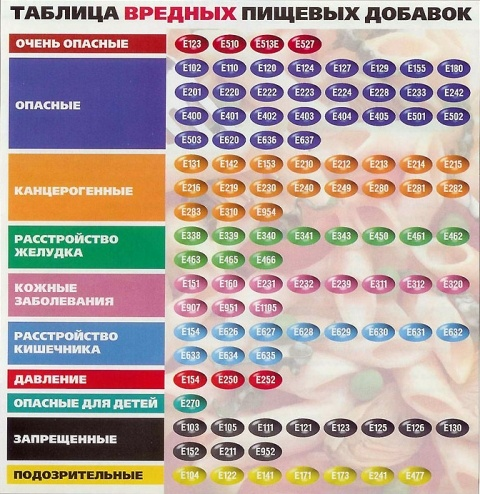 ТАБЛИЦА ВРЕДНЫХ ПИЩЕВЫХ ДОБАВОК
ОЧЕНЬ ОПАСНЫЕ
E123 E510 E513E E527
ОПАСНЫЕ
E102 E110 E120 E124 E127 E129 E155 E180
E201 E220 E222 E223 E224 E228 E233 E242
E400 E401 E402 E403 E404 E405 E501 E502
E503 E620 E636 E637
КАНЦЕРОГЕННЫЕ
E131 E142 E153 E210 E212 E213 E214 E215
E216 E219 E230 E240 E249 E280 E281 E282
E283 E310 E954
РАССТРОЙСТВО
ЖЕЛУДКА
E338 E339 E340 E341 E343 E450 E461 E462
E463 E465 E466
КОЖНЫЕ
ЗАБОЛЕВАНИЯ
E151 E160 E231 E232 E239 E311 E312 E320
E907 E951 E1105
РАССТРОЙСТВО
КИШЕЧНИКА
E154 E626 E627 E628 E629 E630 E631 E632
E633 E634 E635
ДАВЛЕНИЕ
E154 E250 E252
ОПАСНЫЕ ДЛЯ ДЕТЕЙ
E270
ЗАПРЕЩЕННЫЕ
E103 E105 E111 E121 E123 E125 E126 E130
E152 E211 E952
ПОДОЗРИТЕЛЬНЫЕ
E104 E122 E141 E171 E173 E241 E477